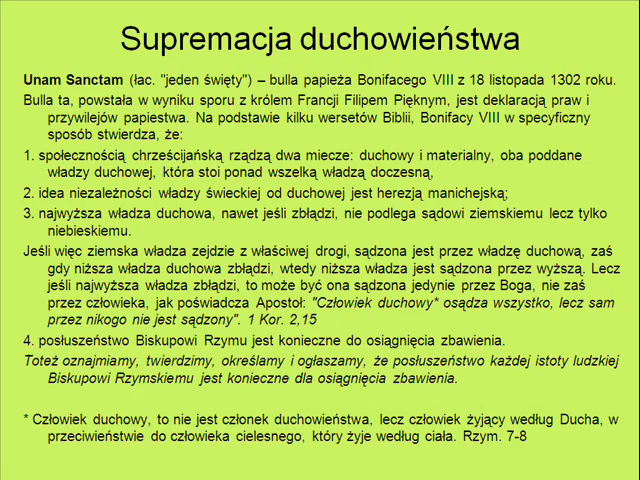 Supremacja duchowieństwa
Unam Sanctam (łac. "jeden święty") – bulla papieża Bonifacego VIII z 18 listopada 1302 roku.
Bulla ta, powstała w wyniku sporu z królem Francji Filipem Pięknym, jest deklaracją praw i
przywilejów papiestwa. Na podstawie kilku wersetów Biblii, Bonifacy VIII w specyficzny
sposób stwierdza, że:
1. społecznością chrześcijańską rządzą dwa miecze: duchowy i materialny, oba poddane
władzy duchowej, która stoi ponad wszelką władzą doczesną,
2. idea niezależności władzy świeckiej od duchowej jest herezją manichejską;
3. najwyższa władza duchowa, nawet jeśli zbłądzi, nie podlega sądowi ziemskiemu lecz tylko
niebieskiemu.
Jeśli więc ziemska władza zejdzie z właściwej drogi, sądzona jest przez władzę duchową, zaś
gdy niższa władza duchowa zbłądzi, wtedy niższa władza jest sądzona przez wyższą. Lecz
jeśli najwyższa władza zbłądzi, to może być ona sądzona jedynie przez Boga, nie zaś
przez człowieka, jak poświadcza Apostoł: "Człowiek duchowy* osądza wszystko, lecz sam
przez nikogo nie jest sądzony". 1 Kor. 2,15
4. posłuszeństwo Biskupowi Rzymu jest konieczne do osiągnięcia zbawienia.
Toteż oznajmiamy, twierdzimy, określamy i ogłaszamy, że posłuszeństwo każdej istoty ludzkiej
Biskupowi Rzymskiemu jest konieczne dla osiągnięcia zbawienia.
* Człowiek duchowy, to nie jest członek duchowieństwa, lecz człowiek żyjący według Ducha, w
przeciwieństwie do człowieka cielesnego, który żyje według ciała. Rzym. 7-8